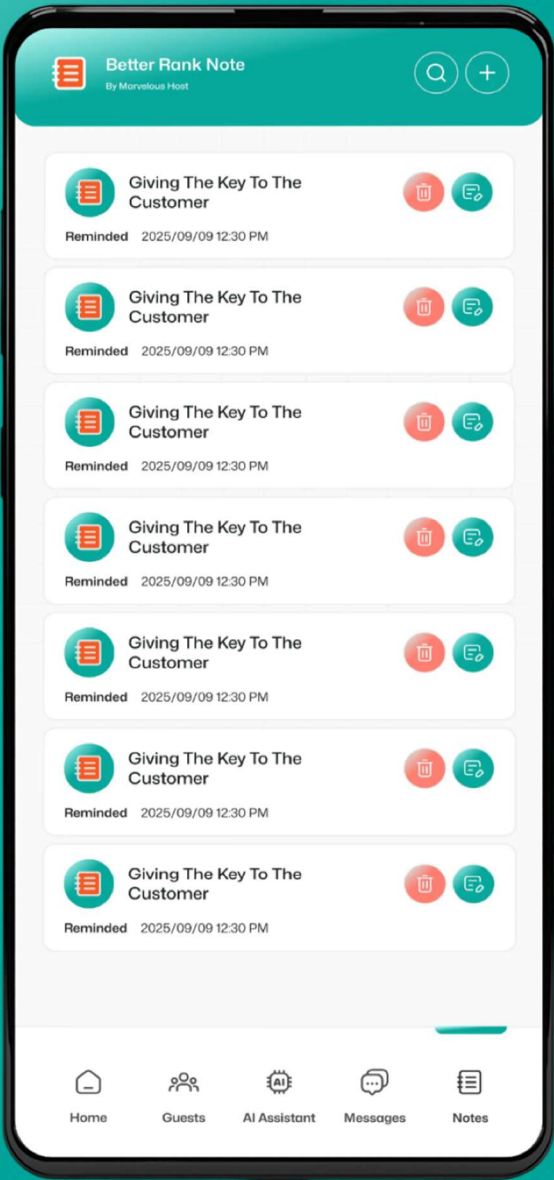 Better Rank Note
By Morvelous Host
Giving The Key To The
Customer
Reminded 2025/09/09 12:30 PM
Giving The Key To The
Customer
Reminded 2025/09/09 12:30 PM
Giving The Key To The
Customer
Reminded 2025/09/09 12:30 PM
Giving The Key To The
Customer
Reminded 2025/09/09 12:30 PM
Giving The Key To The
Customer
Reminded 2025/09/09 12:30 PM
Giving The Key To The
Customer
Reminded 2025/09/09 12:30 PM
Giving The Key To The
Customer
Reminded 2025/09/09 12:30 PM
AI
Home Guests AI Assistant Messages Notes